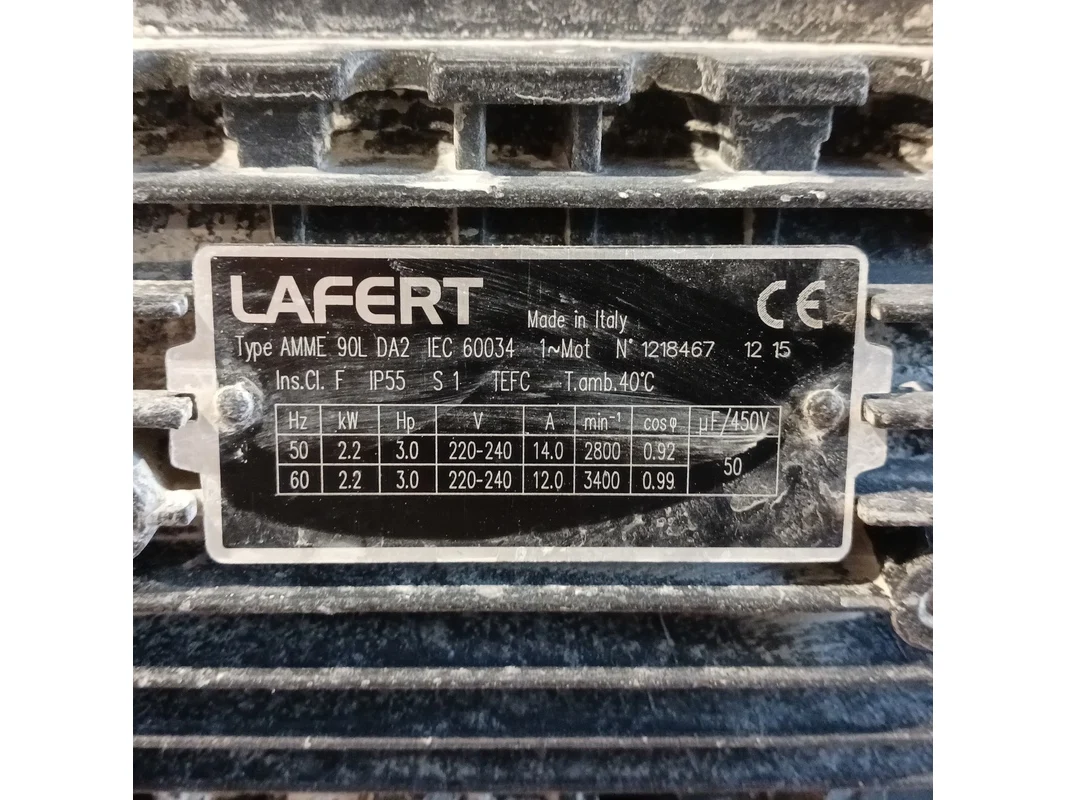 LAFERT
Made in Italy
CE
Type AMME 90L DA2 IEC 60034 1~Mot N° 1218467 12 15
Ins.Cl. F IP55 S 1 TEFC T.amb. 40°C
Hz kW Hp V A min⁻¹ cosφ µF/450V
50 2.2 3.0 220-240 14.0 2800 0.92 50
60 2.2 3.0 220-240 12.0 3400 0.99